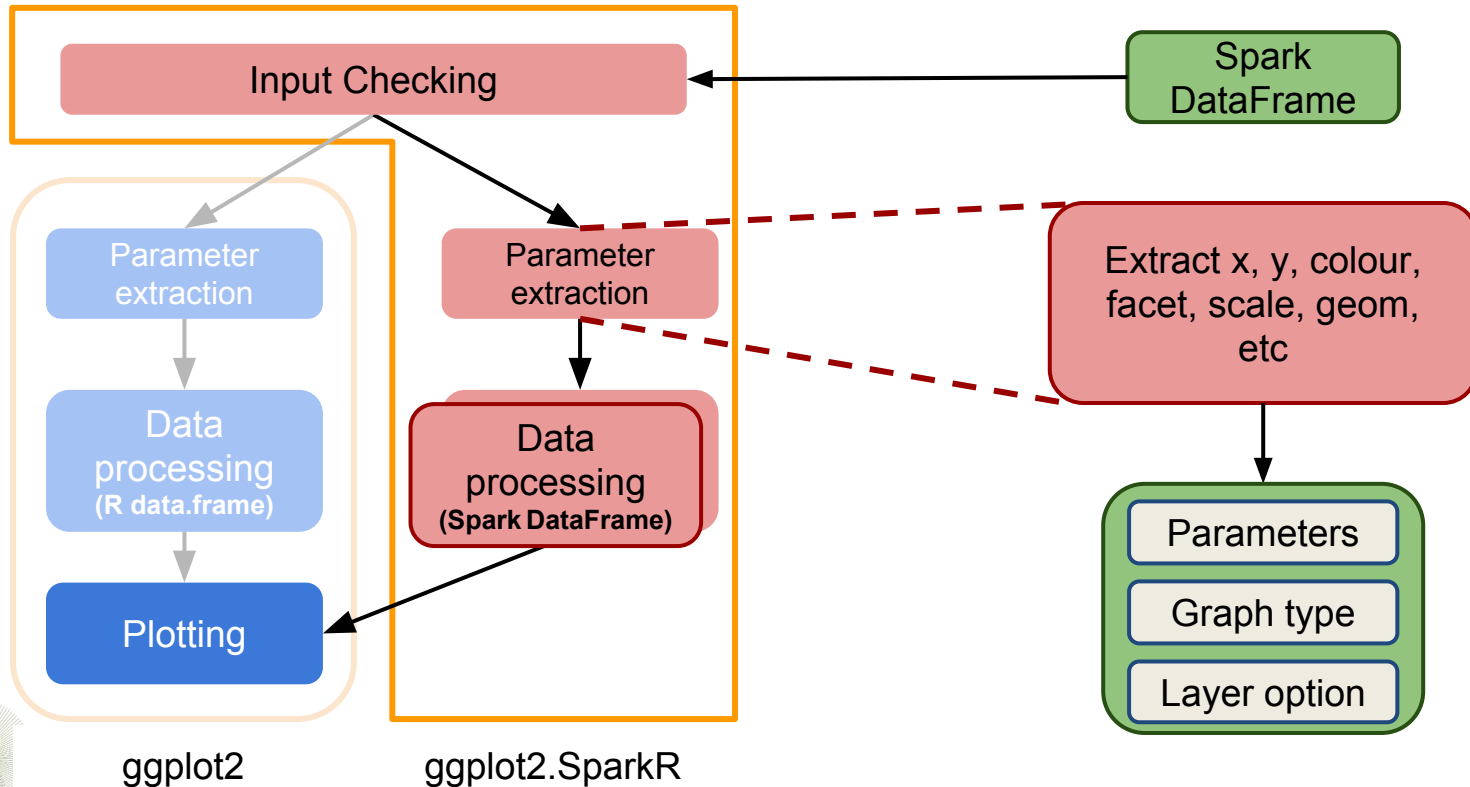 Input Checking
Spark
DataFrame
Parameter
extraction
Parameter
extraction
Extract x, y, colour,
facet, scale, geom,
etc
Data
processing
(R data.frame)
Data
processing
(Spark DataFrame)
Plotting
Parameters
Graph type
Layer option
ggplot2
ggplot2.SparkR